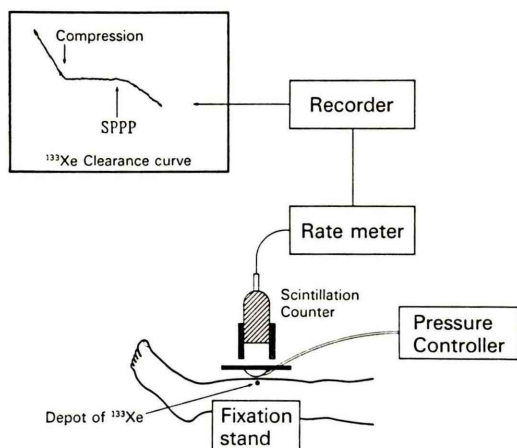 Compression
SPPP
¹³³Xe Clearance curve
Recorder
Rate meter
Scintillation
Counter
Pressure
Controller
Depot of ¹³³Xe
Fixation
stand